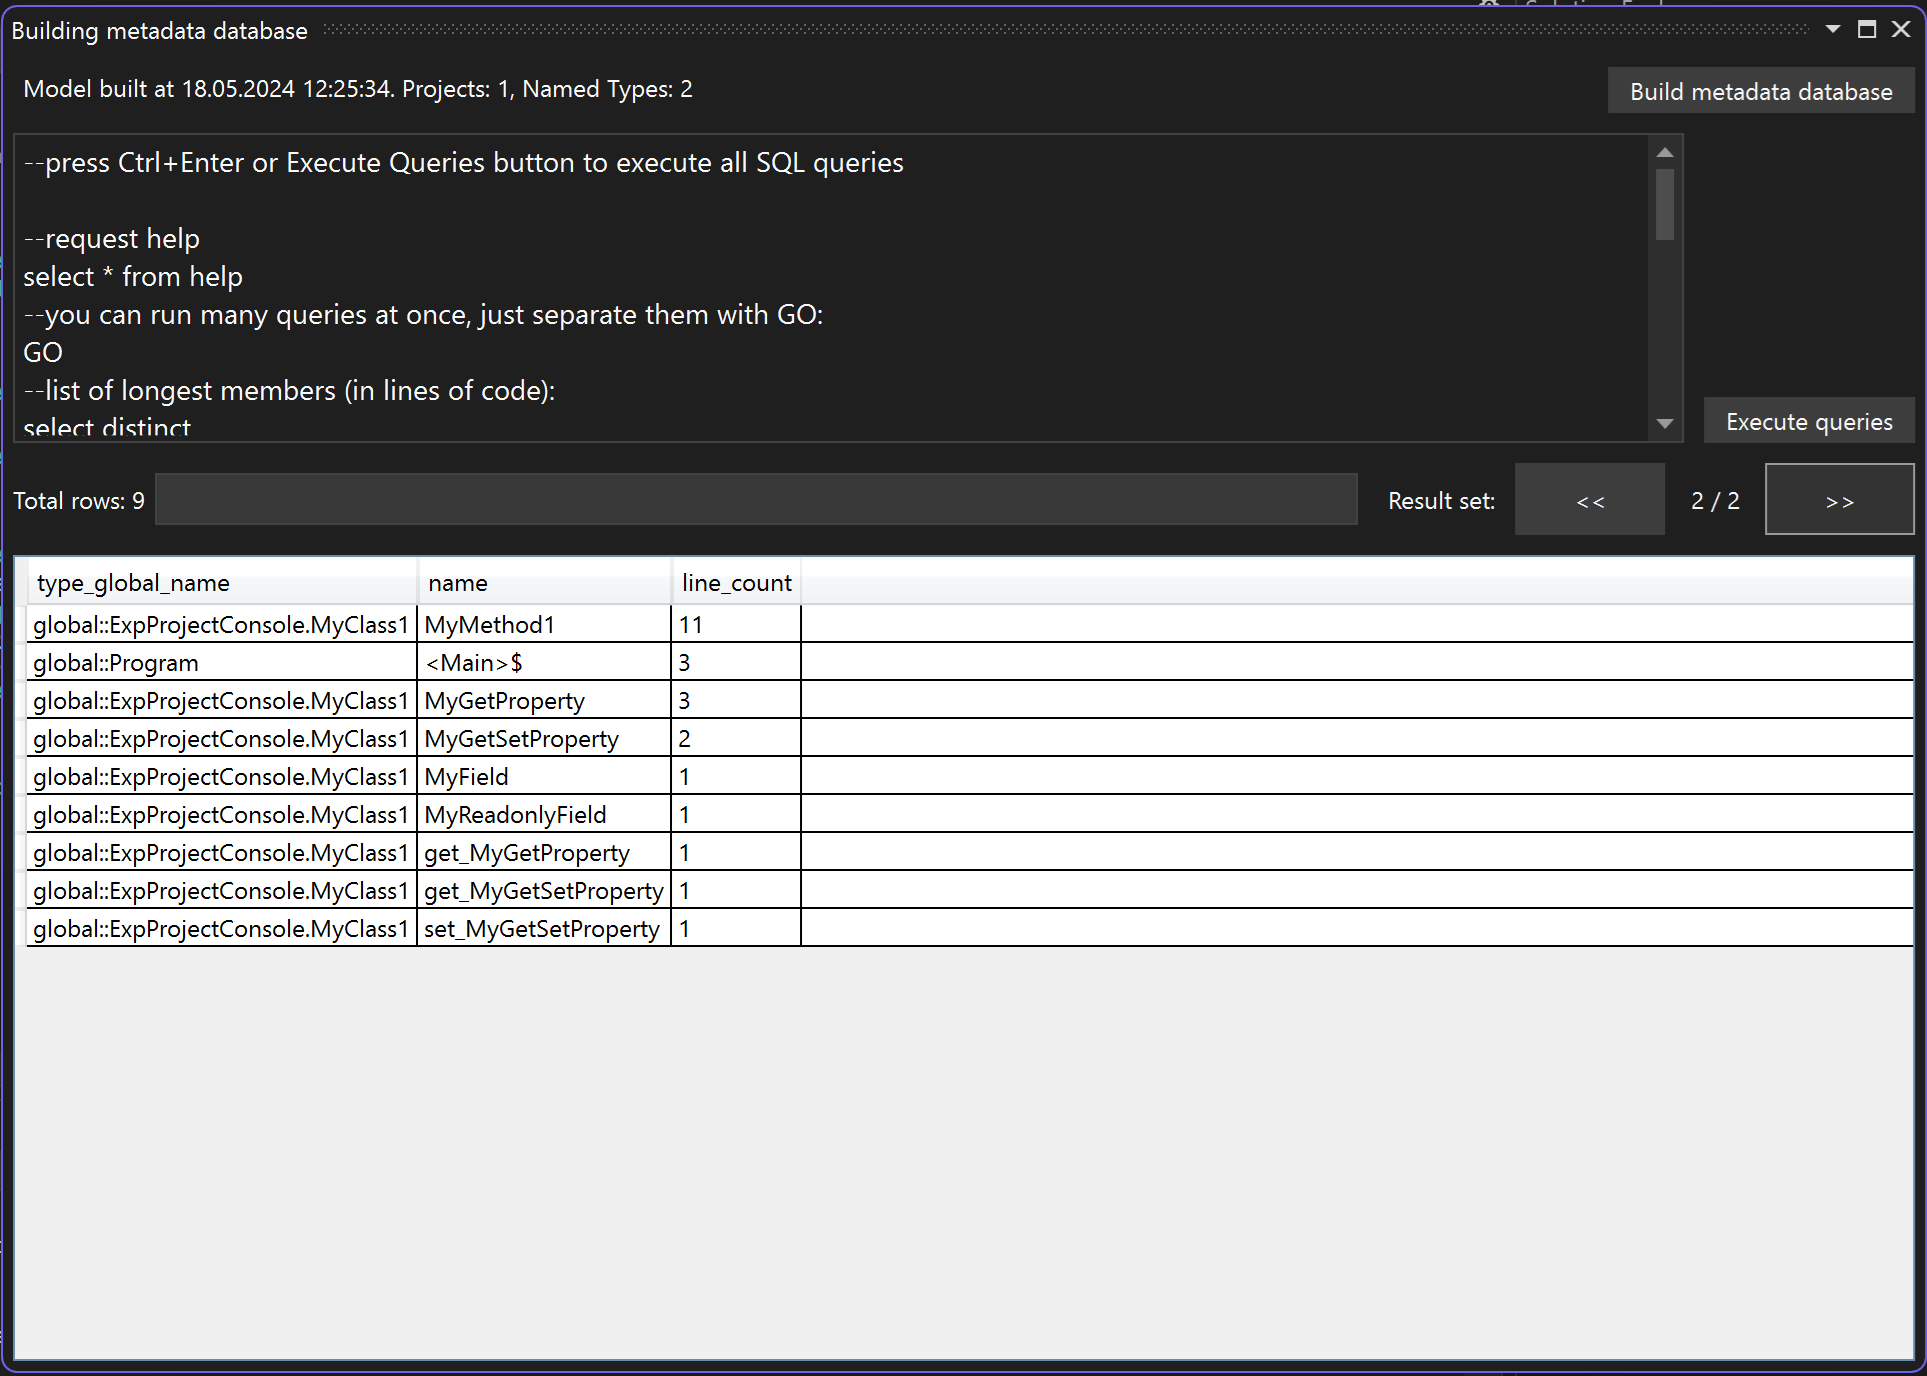 Building metadata database
Model built at 18.05.2024 12:25:34. Projects: 1, Named Types: 2
Build metadata database
--press Ctrl+Enter or Execute Queries button to execute all SQL queries
--request help
select * from help
--you can run many queries at once, just separate them with GO:
GO
--list of longest members (in lines of code):
select distinct
Execute queries
Total rows: 9
Result set:
<<
2 / 2
>>
type_global_name name line_count
global::ExpProjectConsole.MyClass1 MyMethod1 11
global::Program <Main>$ 3
global::ExpProjectConsole.MyClass1 MyGetProperty 3
global::ExpProjectConsole.MyClass1 MyGetSetProperty 2
global::ExpProjectConsole.MyClass1 MyField 1
global::ExpProjectConsole.MyClass1 MyReadonlyField 1
global::ExpProjectConsole.MyClass1 get_MyGetProperty 1
global::ExpProjectConsole.MyClass1 get_MyGetSetProperty 1
global::ExpProjectConsole.MyClass1 set_MyGetSetProperty 1